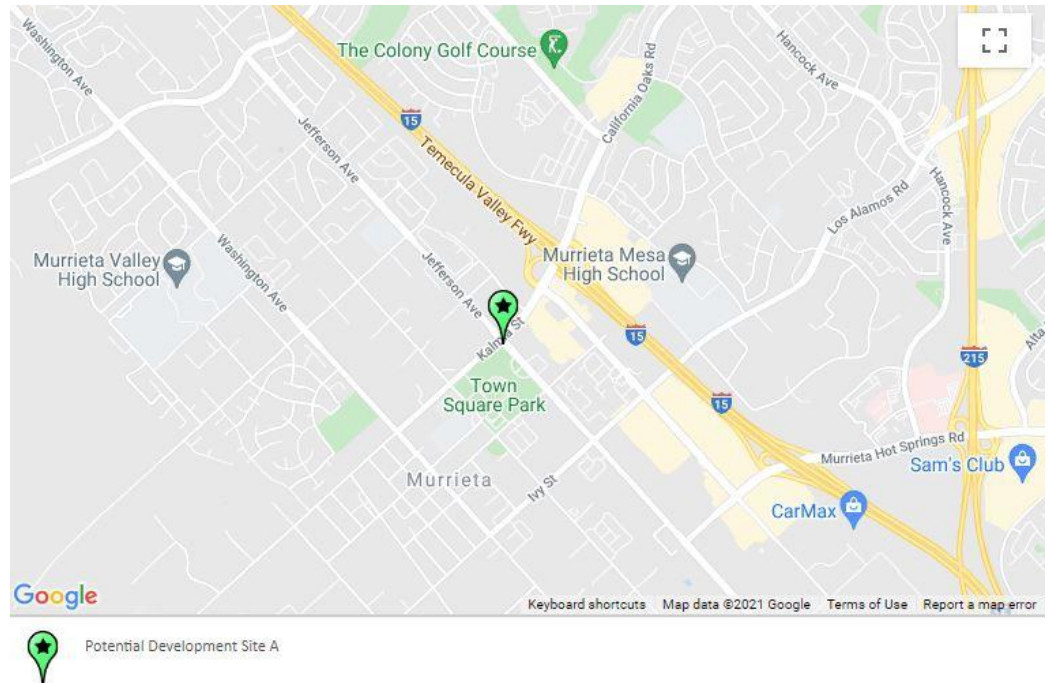 Washington Ave
The Colony Golf Course
California Oaks Rd
Hancock Ave
Jefferson Ave
15
Temecula Valley Fwy
Los Alamos Rd
Hancock Ave
Murrieta Valley
High School
Washington Ave
Jefferson Ave
Murrieta Mesa
High School
15
215
Alta
Kalmia St
Town
Square Park
15
Murrieta
Ivy St
Murrieta Hot Springs Rd
Sam's Club
CarMax
Google
Keyboard shortcuts Map data ©2021 Google Terms of Use Report a map error
Potential Development Site A